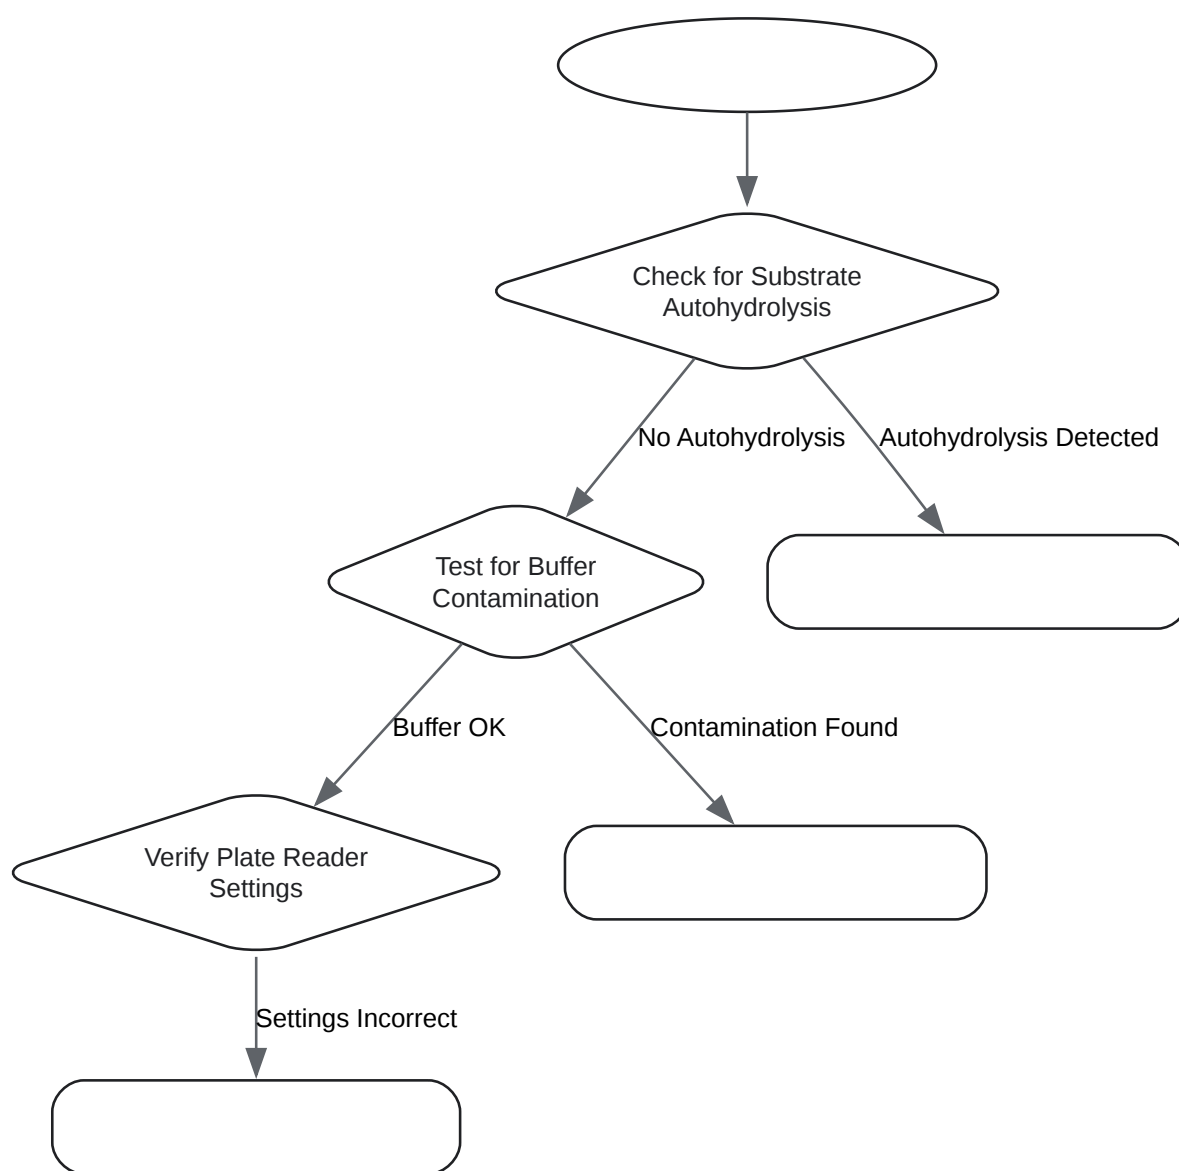 Check for Substrate
Autohydrolysis
No Autohydrolysis
Autohydrolysis Detected
Test for Buffer
Contamination
Buffer OK
Contamination Found
Verify Plate Reader
Settings
Settings Incorrect